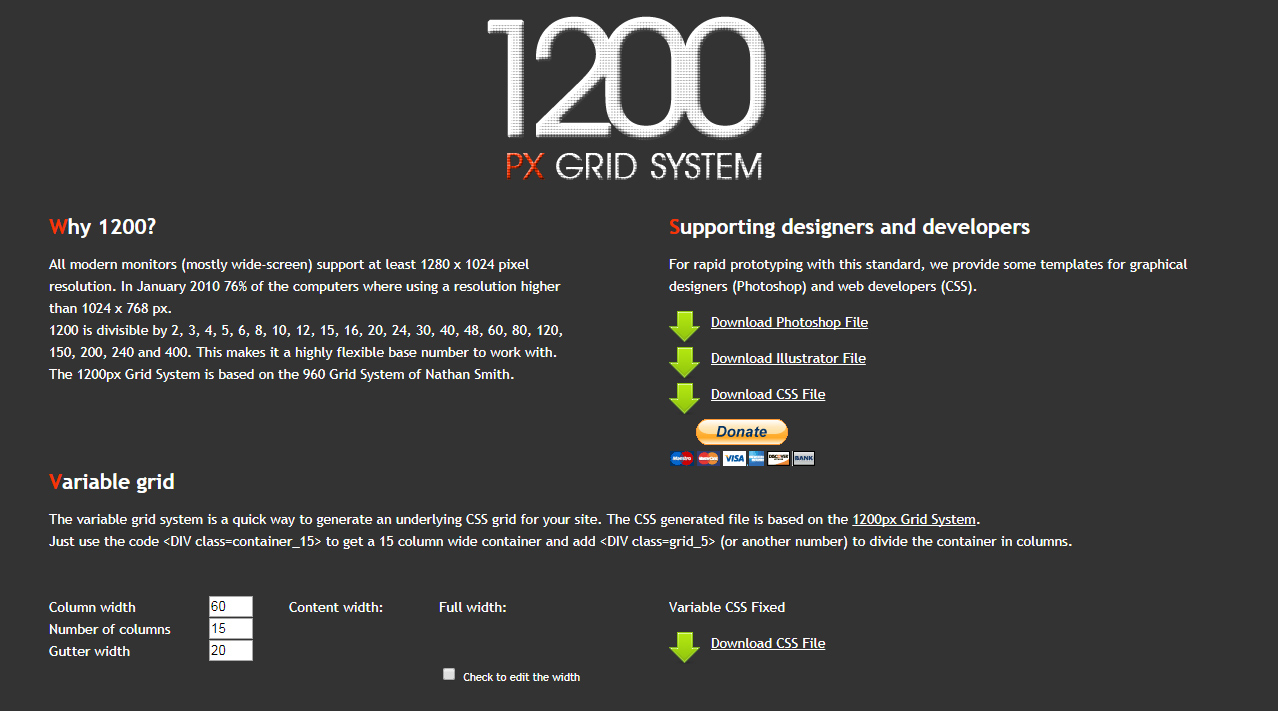 1200
PX GRID SYSTEM
Why 1200?
All modern monitors (mostly wide-screen) support at least 1280 x 1024 pixel
resolution. In January 2010 76% of the computers where using a resolution higher
than 1024 x 768 px.
1200 is divisible by 2, 3, 4, 5, 6, 8, 10, 12, 15, 16, 20, 24, 30, 40, 48, 60, 80, 120,
150, 200, 240 and 400. This makes it a highly flexible base number to work with.
The 1200px Grid System is based on the 960 Grid System of Nathan Smith.
Supporting designers and developers
For rapid prototyping with this standard, we provide some templates for graphical
designers (Photoshop) and web developers (CSS).
Download Photoshop File
Download Illustrator File
Download CSS File
Donate
Maestro MasterCard VISA DISCOVER BANK
Variable grid
The variable grid system is a quick way to generate an underlying CSS grid for your site. The CSS generated file is based on the 1200px Grid System.
Just use the code <DIV class=container_15> to get a 15 column wide container and add <DIV class=grid_5> (or another number) to divide the container in columns.
Column width 60 Content width: Full width: Variable CSS Fixed
Number of columns 15
Gutter width 20
Download CSS File
Check to edit the width